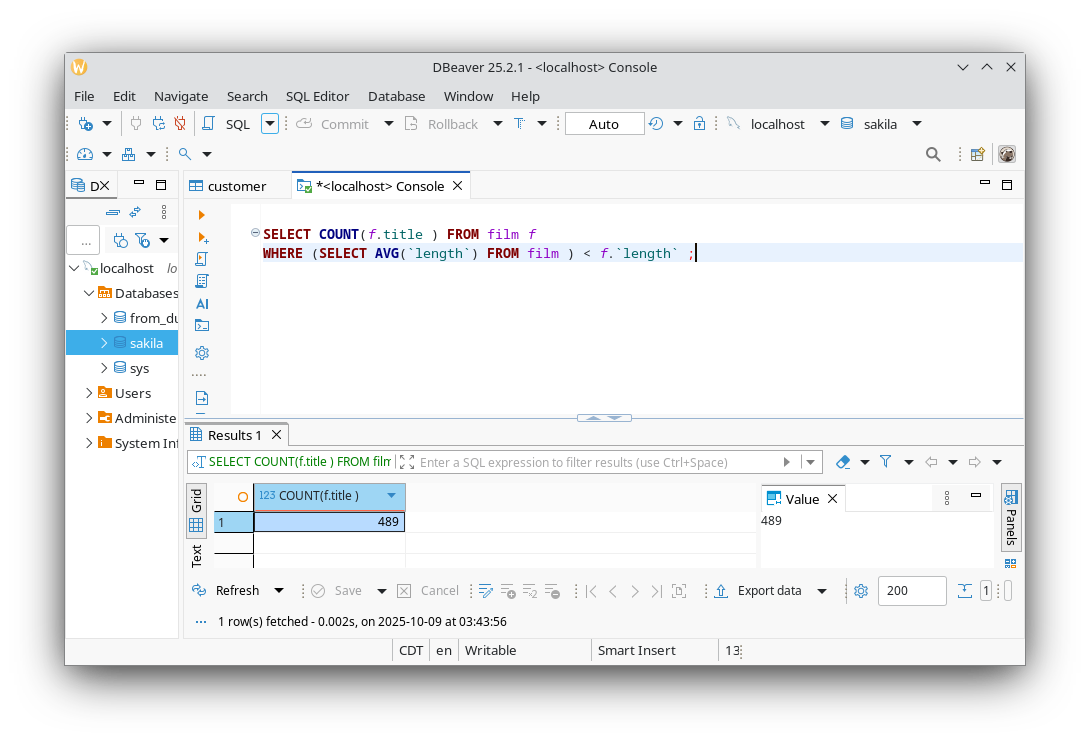 DBeaver 25.2.1 - <localhost> Console
File Edit Navigate Search SQL Editor Database Window Help
SQL Commit Rollback T Auto localhost sakila
D customer *<localhost> Console
...
localhost lo
Databases
from_du
sakila
sys
Users
Administe
System Inf
AI
SELECT COUNT(f.title ) FROM film f
WHERE (SELECT AVG(`length`) FROM film ) < f.`length` ;
Results 1
SELECT COUNT(f.title ) FROM film Enter a SQL expression to filter results (use Ctrl+Space)
Grid
Text
123 COUNT(f.title )
1 489
Value
489
Panels
Refresh Save Cancel Export data 200 1
1 row(s) fetched - 0.002s, on 2025-10-09 at 03:43:56
CDT en Writable Smart Insert 13